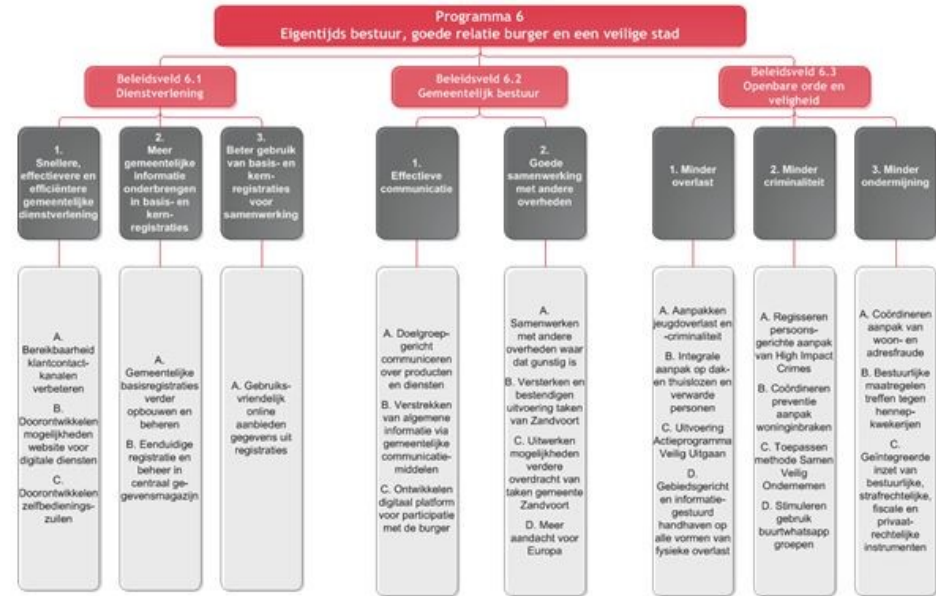 Programma 6
Eigentijds bestuur, goede relatie burger en een veilige stad
Beleidsveld 6.1
Dienstverlening
Beleidsveld 6.2
Gemeentelijk bestuur
Beleidsveld 6.3
Openbare orde en
veligheid
1.
Snellere,
effectievere en
efficiëntere
gemeentelijke
dienstverlening
2.
Meer
gemeentelijke
informatie
onderbrengen
in basis- en
kern-
registraties
3.
Beter gebruik
van basis- en
kern-
registraties
voor
samenwerking
1.
Effectieve
communicatie
2.
Goede
samenwerking
met andere
overheden
1. Minder
overlast
2. Minder
criminaliteit
3. Minder
ondermijning
A.
Bereikbaarheid
klantcontact-
kanalen
verbeteren
B.
Doorontwikkelen
mogelijkheden
website voor
digitale diensten
C.
Doorontwikkelen
zelfbedienings-
zuilen
A.
Gemeentelijke
basisregistraties
verder
opbouwen en
beheren
B. Eenduidige
registratie en
beheer in
centraal ge-
gevensmagazijn
A. Gebruiks-
vriendelijk
online
aanbieden
gegevens uit
registraties
A. Doelgroep-
gericht
communiceren
over producten
en diensten
B. Verstrekken
van algemene
informatie via
gemeentelijke
communicatie-
middelen
C. Ontwikkelen
digitaal platform
voor participatie
met de burger
A.
Samenwerken
met andere
overheden waar
dat gunstig is
B. Versterken en
bestendigen
uitvoering taken
van Zandvoort
C. Uitwerken
mogelijkheden
verdere
overdracht van
taken gemeente
Zandvoort
D. Meer
aandacht voor
Europa
A. Aanpakken
jeugdoverlast en
-criminaliteit
B. Integrale
aanpak op dak-
en thuislozen en
verwarde
personen
C. Uitvoering
Actieprogramma
Veilig Uitgaan
D.
Gebiedsgericht
en informatie-
gestuurd
handhaven op
alle vormen van
fysieke overlast
A. Regisseren
persoons-
gerichte aanpak
van High Impact
Crimes
B. Coördineren
preventie
aanpak
woninginbraken
C. Toepassen
methode Samen
Veilig
Ondernemen
D. Stimuleren
gebruik
buurtwhatsapp
groepen
A. Coördineren
aanpak van
woon- en
adresfraude
B. Bestuurlijke
maatregelen
treffen tegen
hennep-
kwekerijen
C.
Geïntegreerde
inzet van
bestuurlijke,
strafrechtelijke,
fiscale en
privaat-
rechtelijke
instrumenten